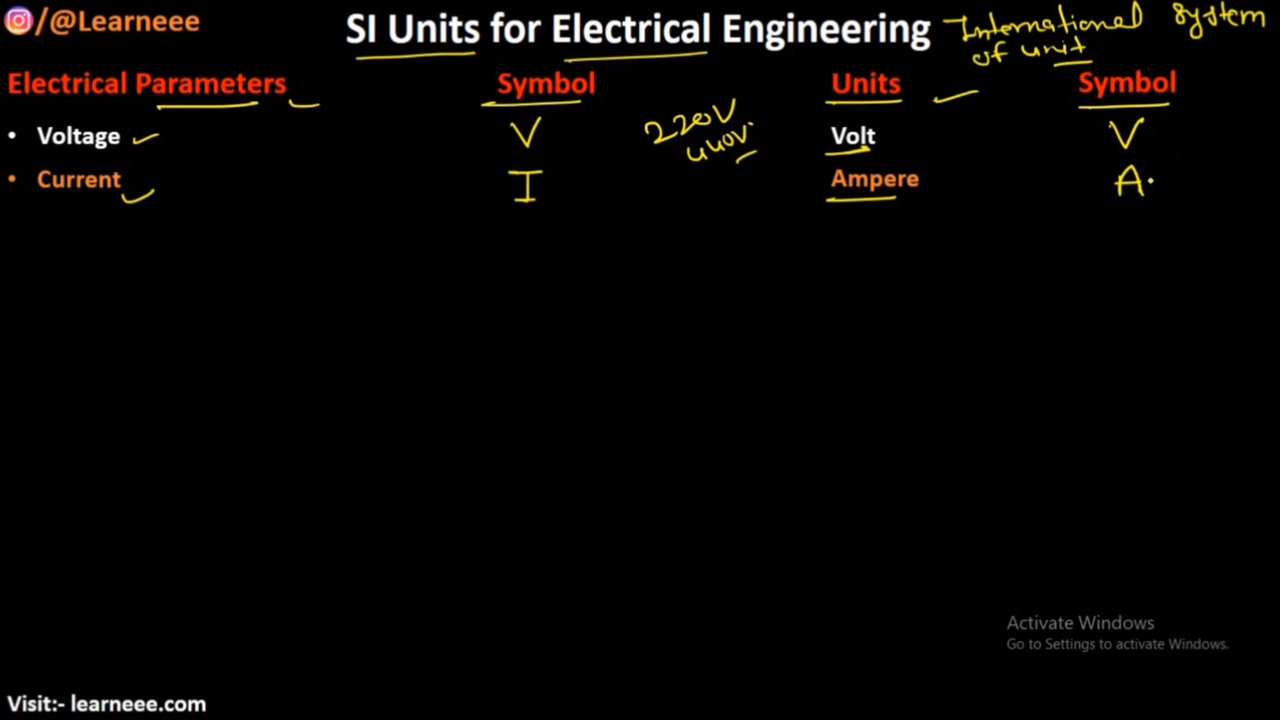 /@Learneee
SI Units for Electrical Engineering
International System
of unit
Electrical Parameters Symbol Units Symbol
• Voltage V 220V Volt V
440V.
• Current I Ampere A.
Activate Windows
Go to Settings to activate Windows.
Visit:- learneee.com